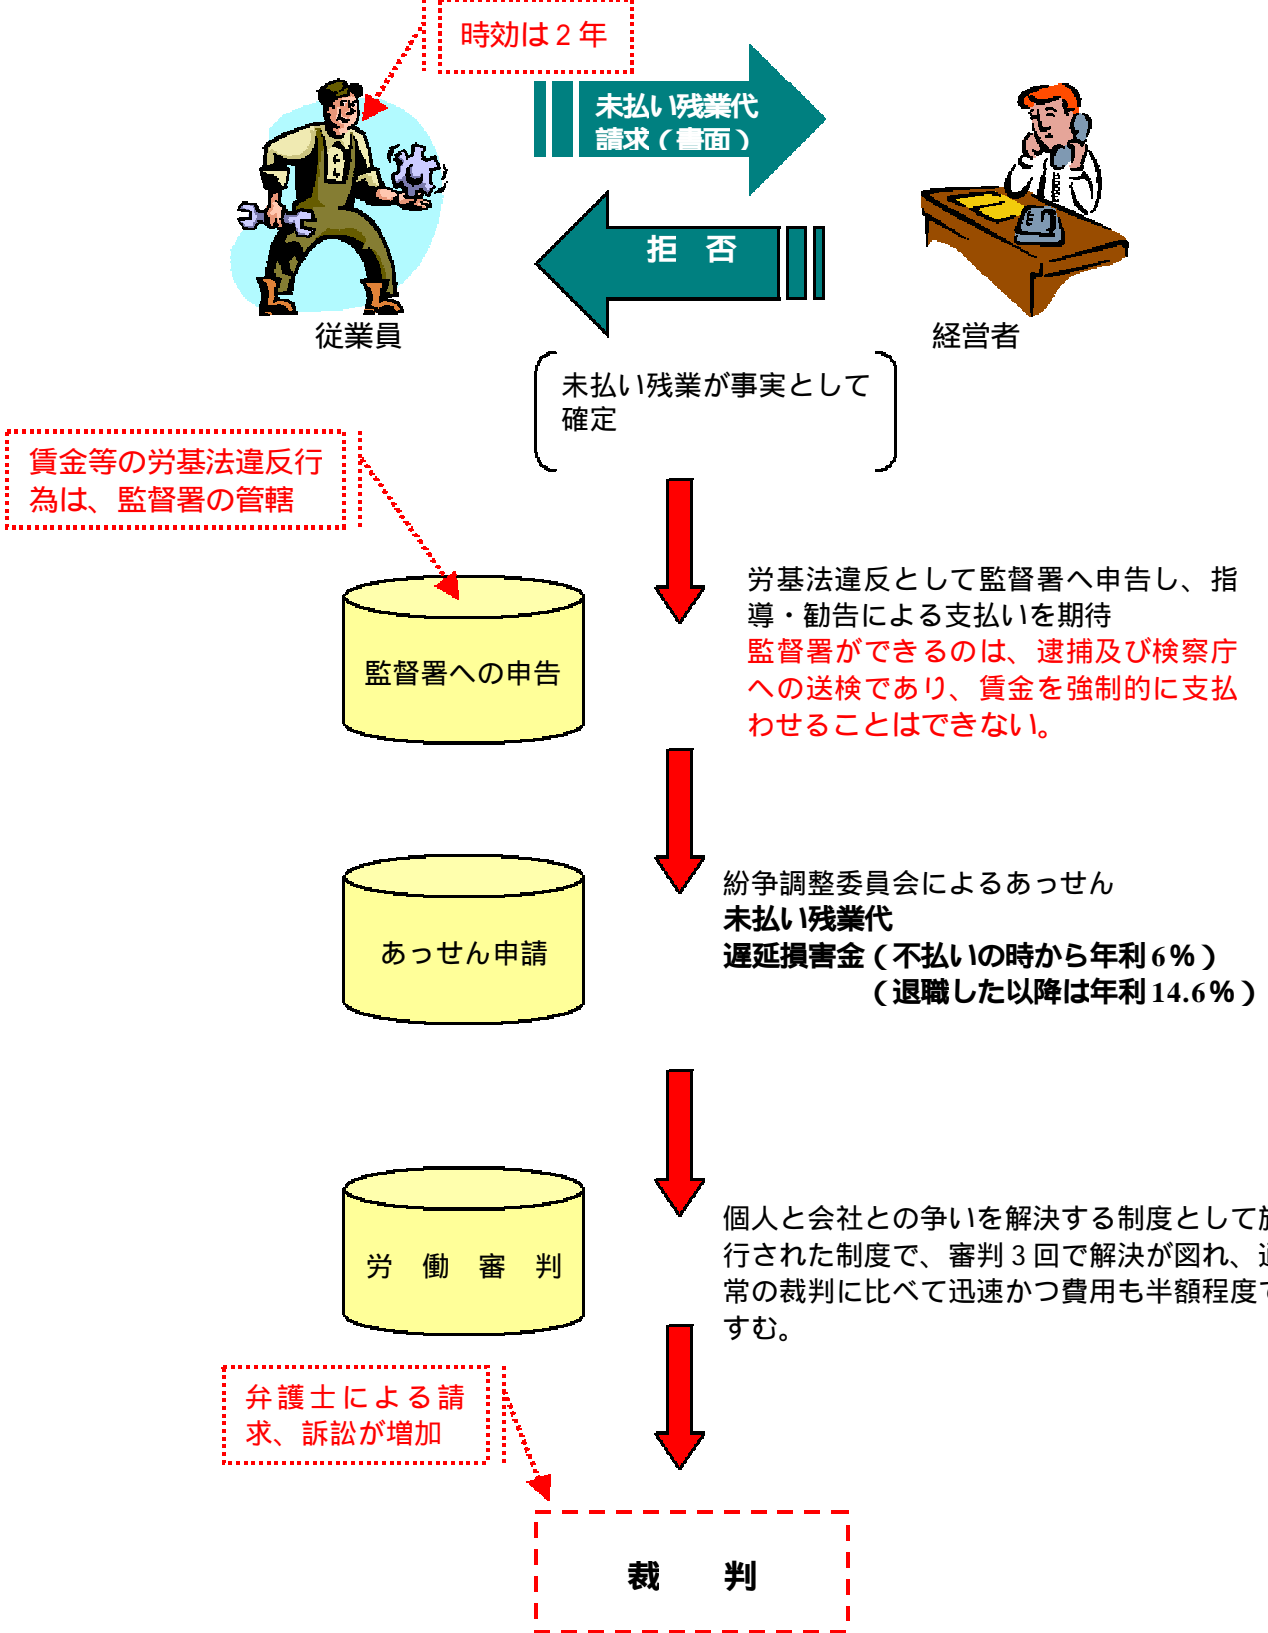 時効は2年
未払い残業代
請求（書面）
拒　否
従業員
経営者
未払い残業が事実として
確定
賃金等の労基法違反行
為は、監督署の管轄
労基法違反として監督署へ申告し、指
導・勧告による支払いを期待
監督署ができるのは、逮捕及び検察庁
への送検であり、賃金を強制的に支払
わせることはできない。
監督署への申告
紛争調整委員会によるあっせん
未払い残業代
遅延損害金（不払いの時から年利6％）
（退職した以降は年利14.6％）
あっせん申請
個人と会社との争いを解決する制度として
行された制度で、審判3回で解決が図れ、
常の裁判に比べて迅速かつ費用も半額程度で
すむ。
労　働　審　判
弁護士による請
求、訴訟が増加
裁　　判